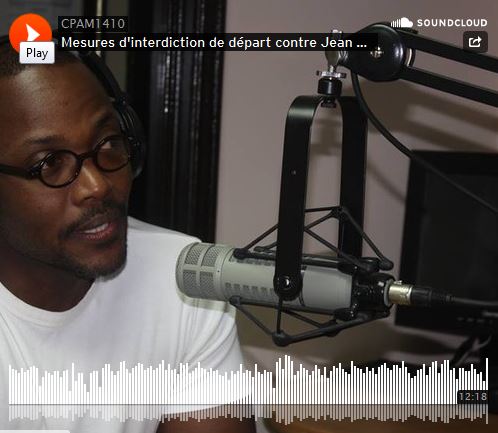 CPAM1410
SOUNDCLOUD
Mesures d'interdiction de départ contre Jean ...
Play
12:18